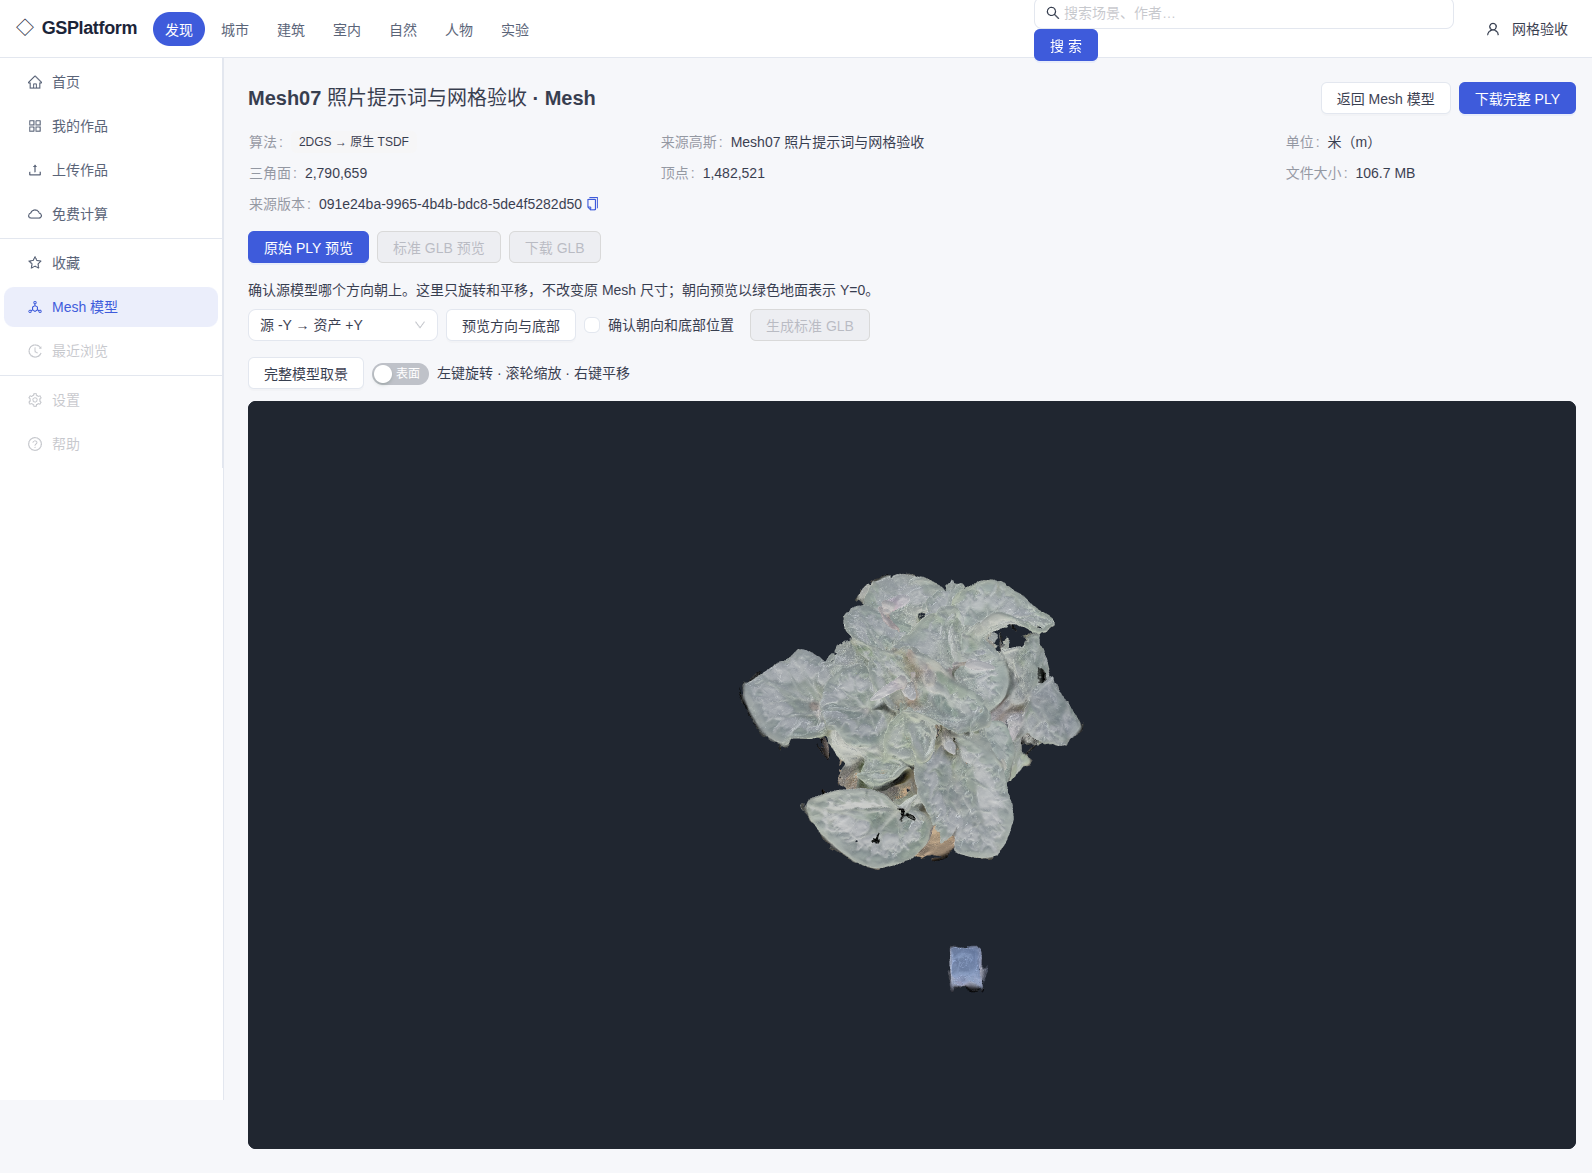 GSPlatform 发现 城市 建筑 室内 自然 人物 实验
搜索场景、作者…
搜 索
网格验收
首页
我的作品
上传作品
免费计算
收藏
Mesh 模型
最近浏览
设置
帮助
Mesh07 照片提示词与网格验收 · Mesh
返回 Mesh 模型 下载完整 PLY
算法： 2DGS → 原生 TSDF 来源高斯：Mesh07 照片提示词与网格验收 单位：米（m）
三角面：2,790,659 顶点：1,482,521 文件大小：106.7 MB
来源版本：091e24ba-9965-4b4b-bdc8-5de4f5282d50
原始 PLY 预览 标准 GLB 预览 下载 GLB
确认源模型哪个方向朝上。这里只旋转和平移，不改变原 Mesh 尺寸；朝向预览以绿色地面表示 Y=0。
源 -Y → 资产 +Y 预览方向与底部 确认朝向和底部位置 生成标准 GLB
完整模型取景 表面 左键旋转 · 滚轮缩放 · 右键平移